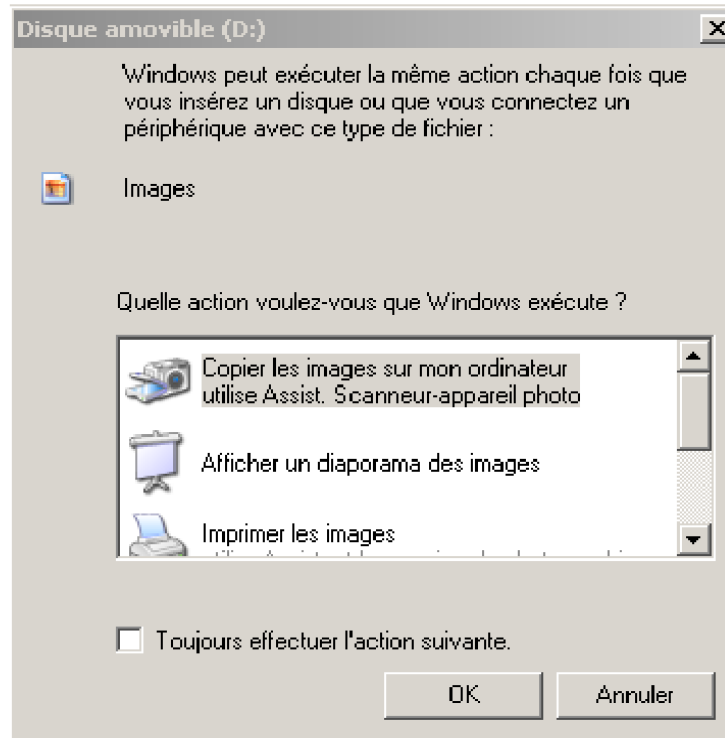 Disque amovible (D:)
Windows peut exécuter la même action chaque fois que
vous insérez un disque ou que vous connectez un
périphérique avec ce type de fichier :
Images
Quelle action voulez-vous que Windows exécute ?
Copier les images sur mon ordinateur
utilise Assist. Scanneur-appareil photo
Afficher un diaporama des images
Imprimer les images
Toujours effectuer l'action suivante.
OK
Annuler